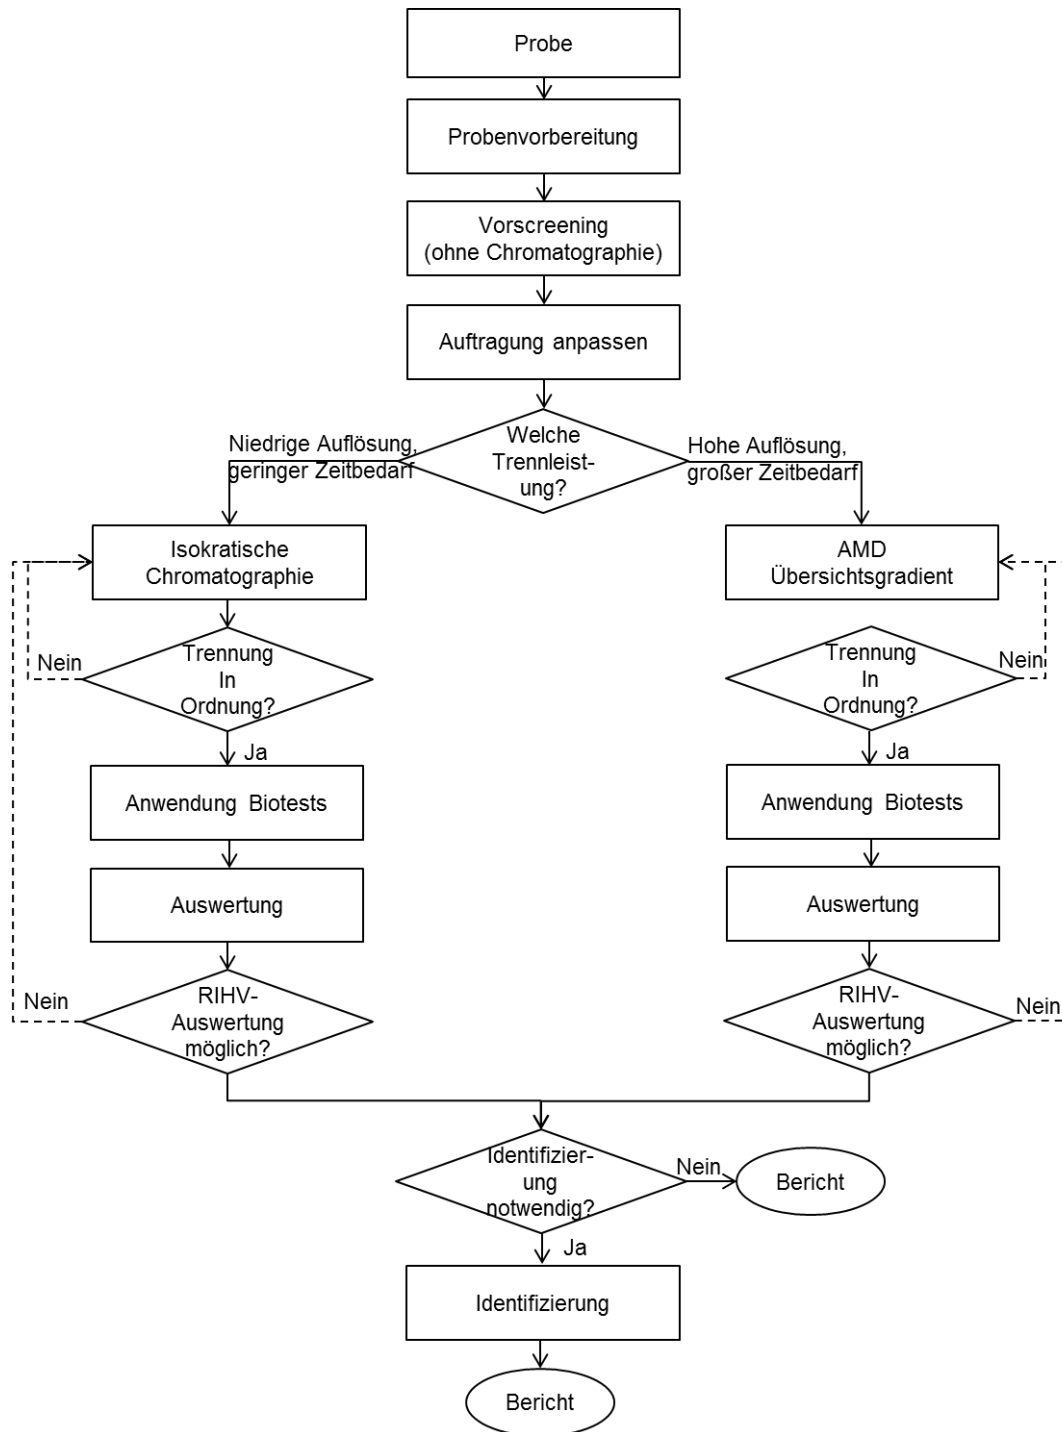 Probe
Probenvorbereitung
Vorscreening
(ohne Chromatographie)
Auftragung anpassen
Welche
Trennleist-
ung?
Niedrige Auflösung,
geringer Zeitbedarf
Hohe Auflösung,
großer Zeitbedarf
Isokratische
Chromatographie
AMD
Übersichtsgradient
Trennung
In
Ordnung?
Nein
Trennung
In
Ordnung?
Nein
Ja
Ja
Anwendung Biotests
Anwendung Biotests
Auswertung
Auswertung
RIHV-
Auswertung
möglich?
Nein
RIHV-
Auswertung
möglich?
Nein
Identifizier-
ung
notwendig?
Nein
Bericht
Ja
Identifizierung
Bericht